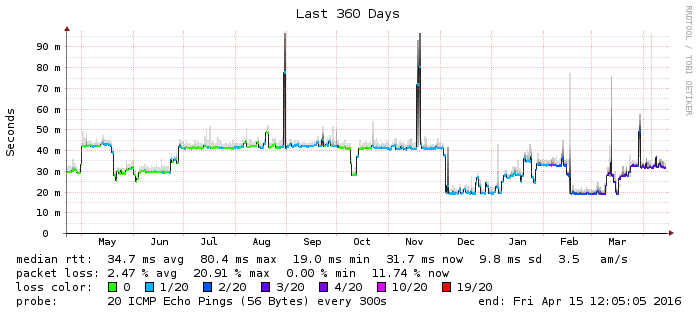 Last 360 Days
RRDTOOL / TOBI OETIKER
Seconds
90 m
80 m
70 m
60 m
50 m
40 m
30 m
20 m
10 m
0
May Jun Jul Aug Sep Oct Nov Dec Jan Feb Mar
median rtt: 34.7 ms avg 80.4 ms max 19.0 ms min 31.7 ms now 9.8 ms sd 3.5 am/s
packet loss: 2.47 % avg 20.91 % max 0.00 % min 11.74 % now
loss color: 0 1/20 2/20 3/20 4/20 10/20 19/20
probe: 20 ICMP Echo Pings (56 Bytes) every 300s end: Fri Apr 15 12:05:05 2016